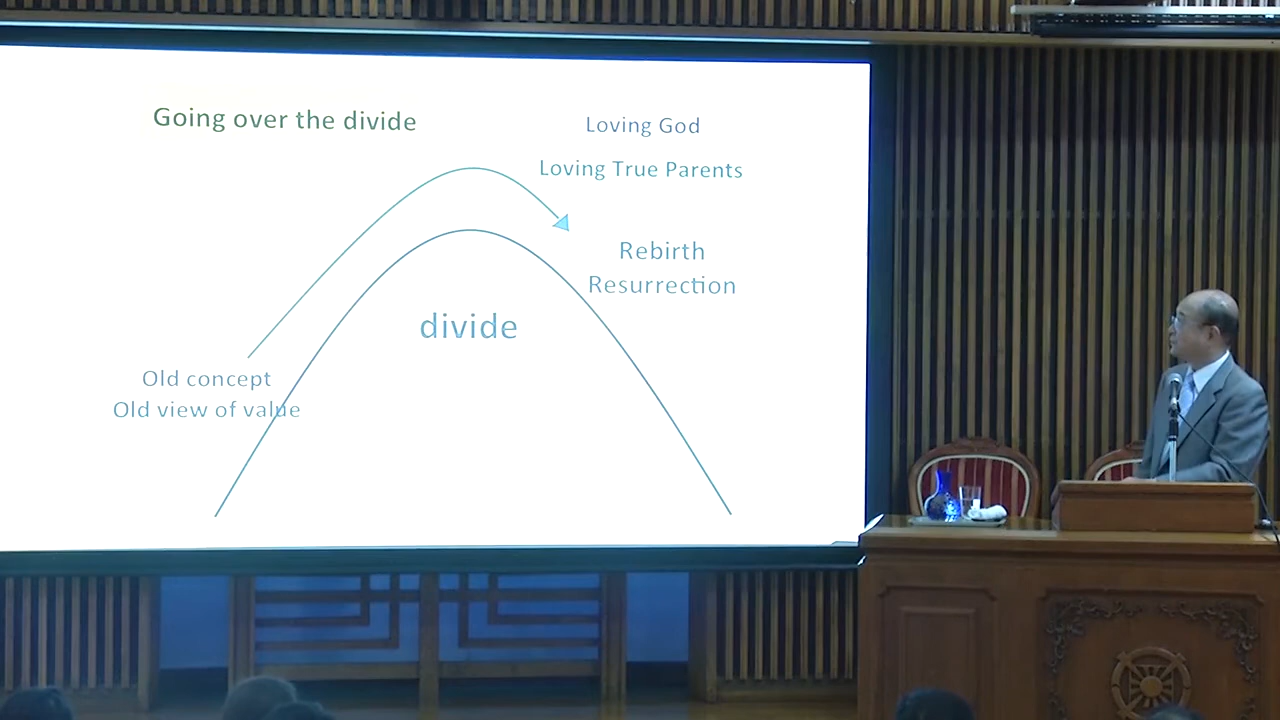 Going over the divide
Loving God
Loving True Parents
Rebirth
Resurrection
divide
Old concept
Old view of value